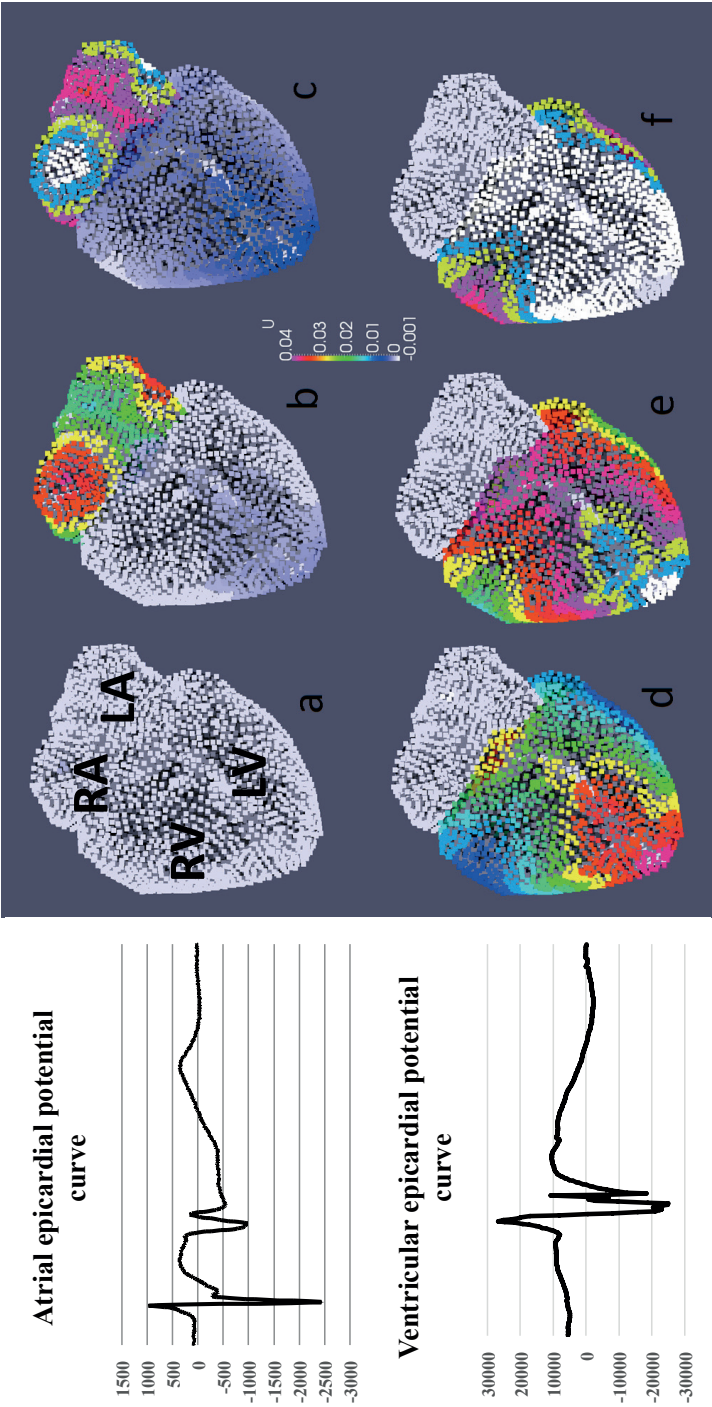 Atrial epicardial potential
curve
1500
1000
500
0
-500
-1000
-1500
-2000
-2500
-3000
Ventricular epicardial potential
curve
30000
20000
10000
0
-10000
-20000
-30000
RA
LA
RV
LV
a
b
c
U
0.04
0.03
0.02
0.01
0
-0.001
d
e
f